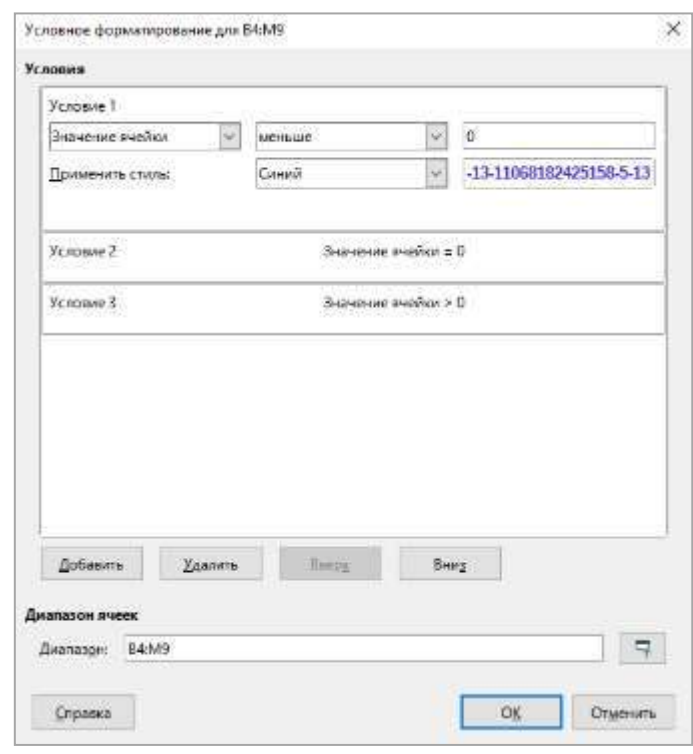 Условное форматирование для B4:M9
Условия
Условие 1
Значение ячейки меньше 0
Применить стиль: Синий -13-11068182425158-5-13
Условие 2 Значение ячейки = 0
Условие 3 Значение ячейки > 0
Добавить Удалить Вверх Вниз
Диапазон ячеек
Диапазон: B4:M9
Справка ОК Отменить